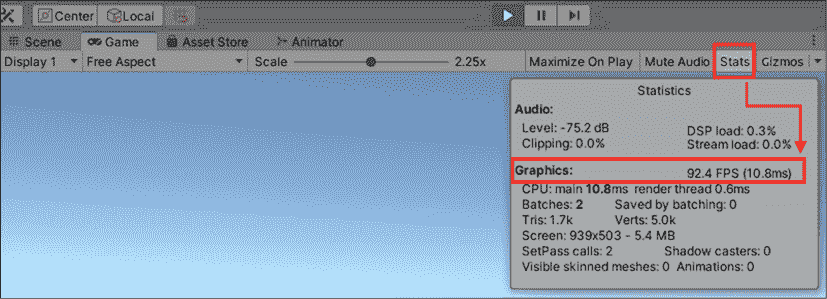 Center Local
Scene Game Asset Store Animator
Display 1 Free Aspect Scale 2.25x Maximize On Play Mute Audio Stats Gizmos
Statistics
Audio:
Level: -75.2 dB DSP load: 0.3%
Clipping: 0.0% Stream load: 0.0%
Graphics: 92.4 FPS (10.8ms)
CPU: main 10.8ms render thread 0.6ms
Batches: 2 Saved by batching: 0
Tris: 1.7k Verts: 5.0k
Screen: 939x503 - 5.4 MB
SetPass calls: 2 Shadow casters: 0
Visible skinned meshes: 0 Animations: 0